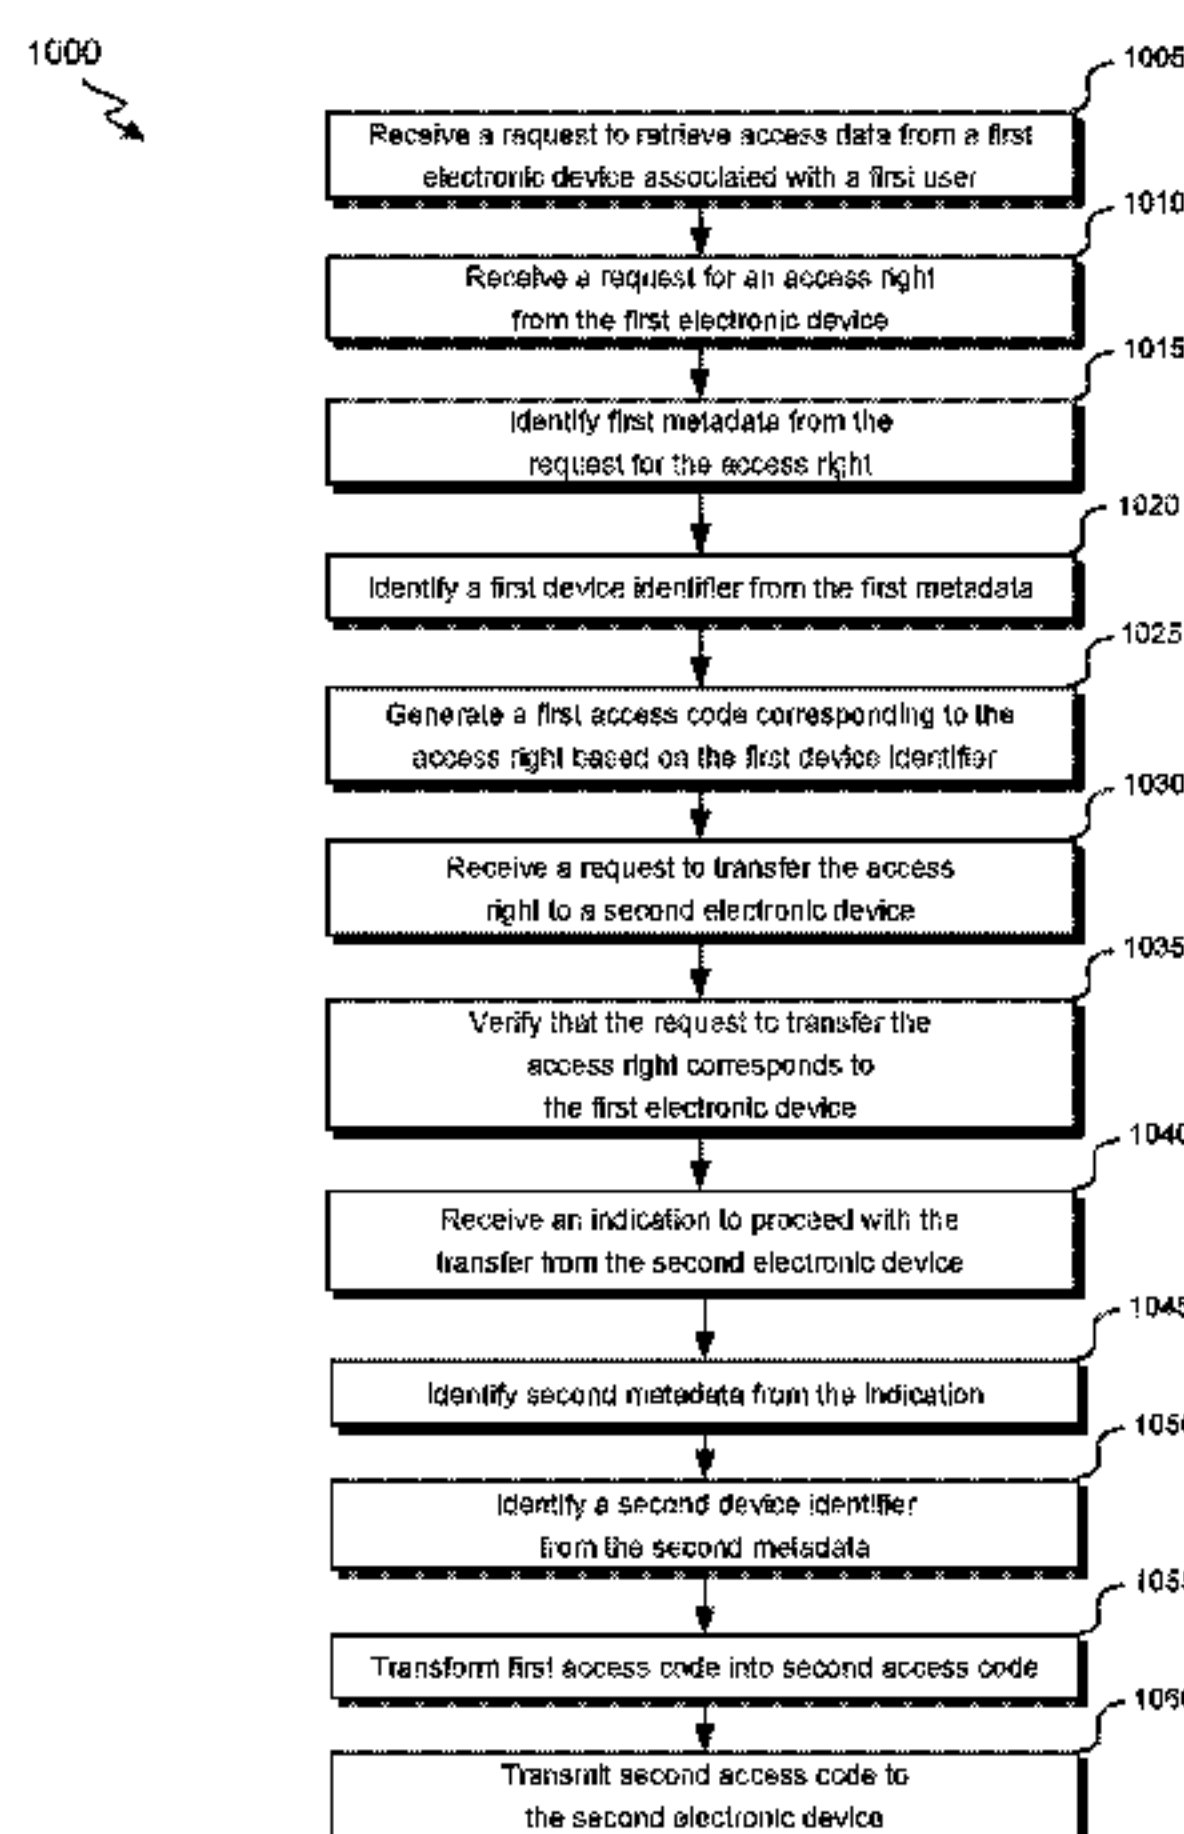 1000
1005
Receive a request to retrieve access data from a first
electronic device associated with a first user
1010
Receive a request for an access right
from the first electronic device
1015
Identify first metadata from the
request for the access right
1020
Identify a first device identifier from the first metadata
1025
Generate a first access code corresponding to the
access right based on the first device identifier
1030
Receive a request to transfer the access
right to a second electronic device
1035
Verify that the request to transfer the
access right corresponds to
the first electronic device
1040
Receive an indication to proceed with the
transfer from the second electronic device
1045
Identify second metadata from the indication
1050
Identify a second device identifier
from the second metadata
1055
Transform first access code into second access code
1060
Transmit second access code to
the second electronic device